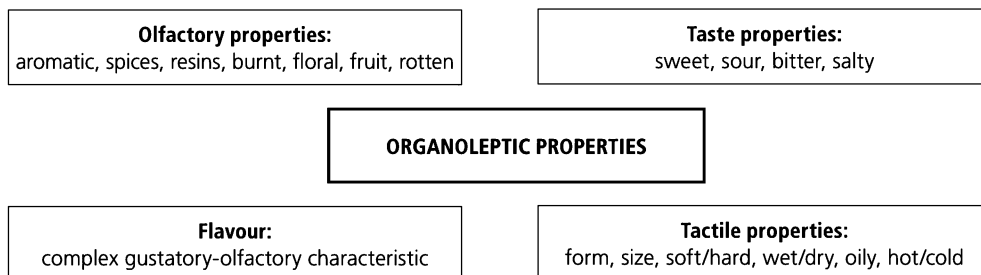 Olfactory properties:
aromatic, spices, resins, burnt, floral, fruit, rotten
Taste properties:
sweet, sour, bitter, salty
ORGANOLEPTIC PROPERTIES
Flavour:
complex gustatory-olfactory characteristic
Tactile properties:
form, size, soft/hard, wet/dry, oily, hot/cold